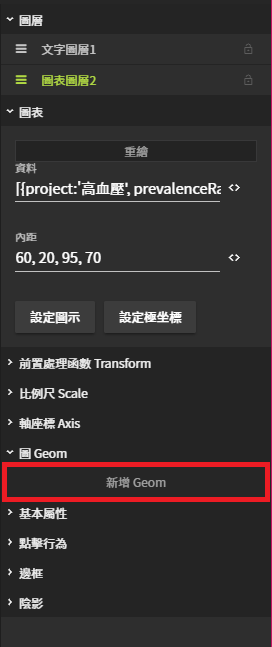 圖層
文字圖層1
圖表圖層2
圖表
重繪
資料
[{project:'高血壓', prevalenceRa
內距
60, 20, 95, 70
設定圖示
設定極坐標
前置處理函數 Transform
比例尺 Scale
軸座標 Axis
圖 Geom
新增 Geom
基本屬性
點擊行為
邊框
陰影